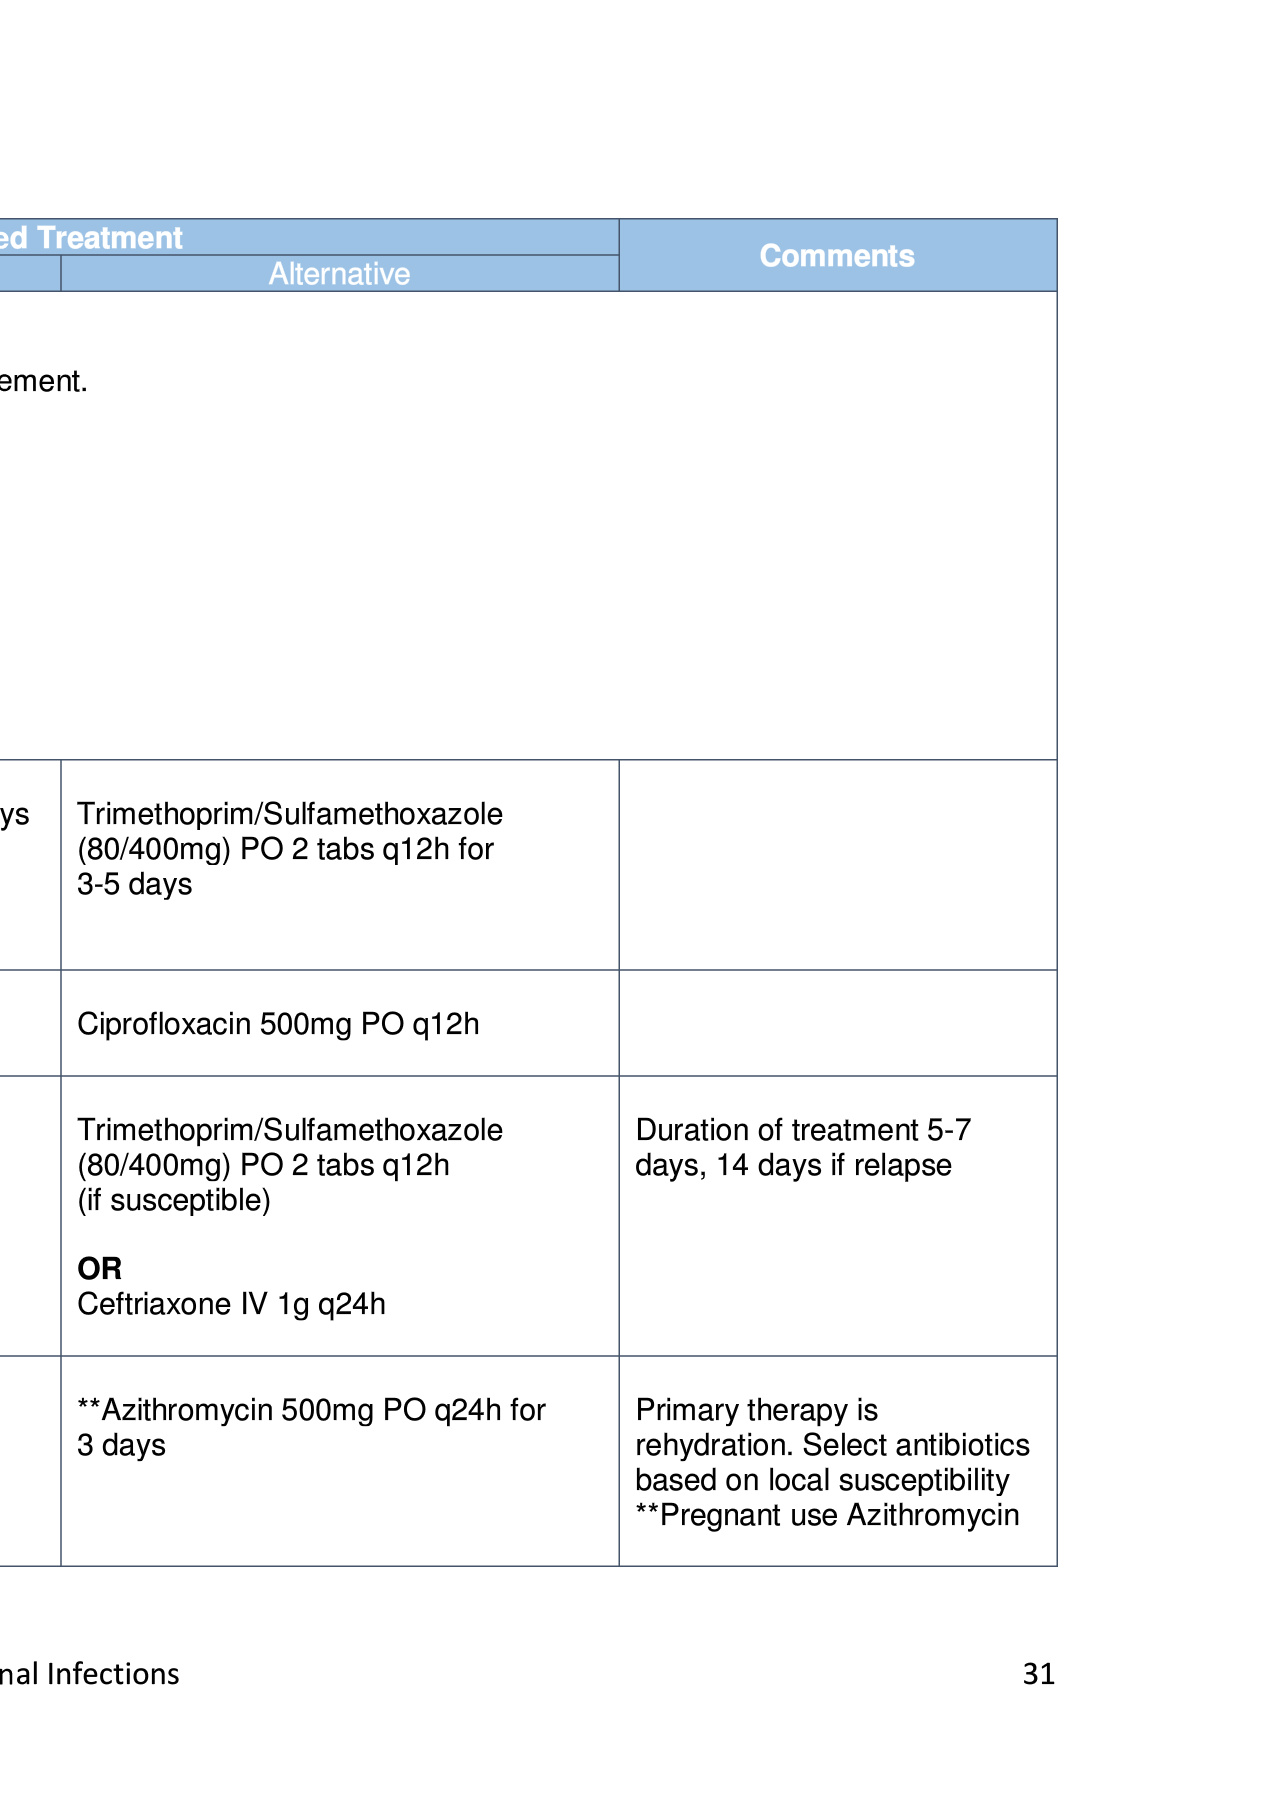 ed Treatment
Comments
Alternative
ement.
ys
Trimethoprim/Sulfamethoxazole
(80/400mg) PO 2 tabs q12h for
3-5 days
Ciprofloxacin 500mg PO q12h
Trimethoprim/Sulfamethoxazole
(80/400mg) PO 2 tabs q12h
(if susceptible)
OR
Ceftriaxone IV 1g q24h
Duration of treatment 5-7
days, 14 days if relapse
**Azithromycin 500mg PO q24h for
3 days
Primary therapy is
rehydration. Select antibiotics
based on local susceptibility
**Pregnant use Azithromycin
nal Infections
31